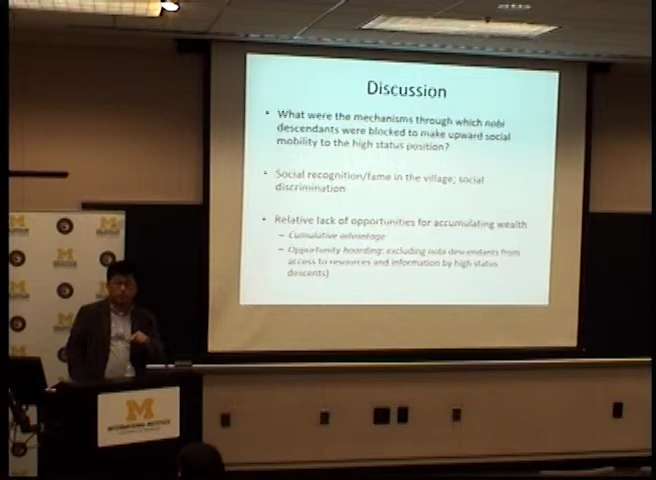 Discussion
• What were the mechanisms through which nobi
descendants were blocked to make upward social
mobility to the high status position?
• Social recognition/fame in the village; social
discrimination
• Relative lack of opportunities for accumulating wealth
– Cumulative advantage
– Opportunity hoarding: excluding nobi descendants from
access to resources and information by high status
descents)
M
INTERNATIONAL INSTITUTE